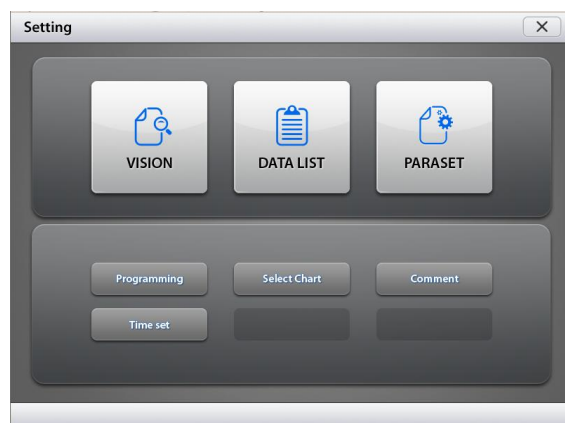 Setting
VISION
DATA LIST
PARASET
Programming
Select Chart
Comment
Time set